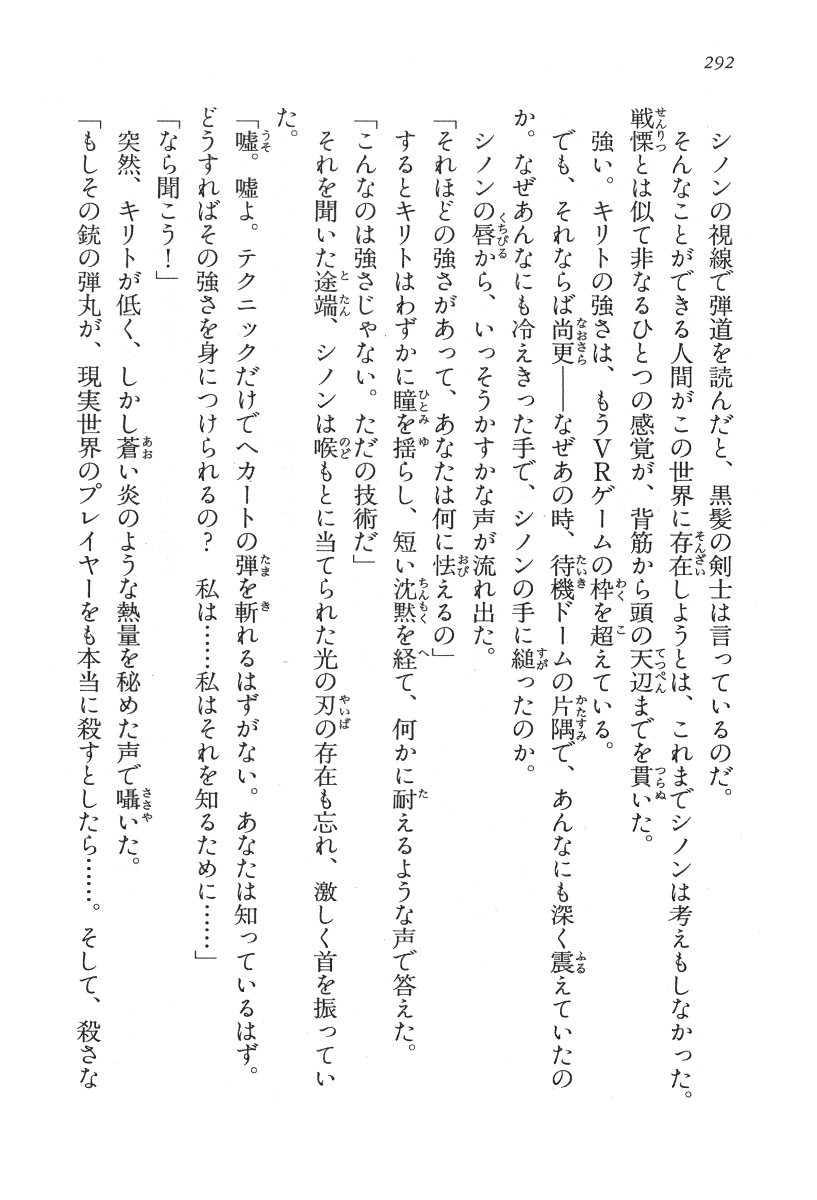 292
シノンの視線で弾道を読んだと、黒髪の剣士は言っているのだ。
そんなことができる人間がこの世界に存在しようとは、これまでシノンは考えもしなかった。
戦慄とは似て非なるひとつの感覚が、背筋から頭の天辺までを貫いた。
強い。キリトの強さは、もうVRゲームの枠を超えている。
でも、それならば尚更――なぜあの時、待機ドームの片隅で、あんなにも深く震えていたの
か。なぜあんなにも冷えきった手で、シノンの手に縋ったのか。
シノンの唇から、いっそうかすかな声が流れ出た。
「それほどの強さがあって、あなたは何に怯えるの」
するとキリトはわずかに瞳を揺らし、短い沈黙を経て、何かに耐えるような声で答えた。
「こんなのは強さじゃない。ただの技術だ」
それを聞いた途端、シノンは喉もとに当てられた光の刃の存在も忘れ、激しく首を振ってい
た。
「嘘。嘘よ。テクニックだけでヘカートの弾を斬れるはずがない。あなたは知っているはず。
どうすればその強さを身につけられるの?　私は……私はそれを知るために……」
「なら聞こう!」
突然、キリトが低く、しかし蒼い炎のような熱量を秘めた声で囁いた。
「もしその銃の弾丸が、現実世界のプレイヤーをも本当に殺すとしたら……。そして、殺さな